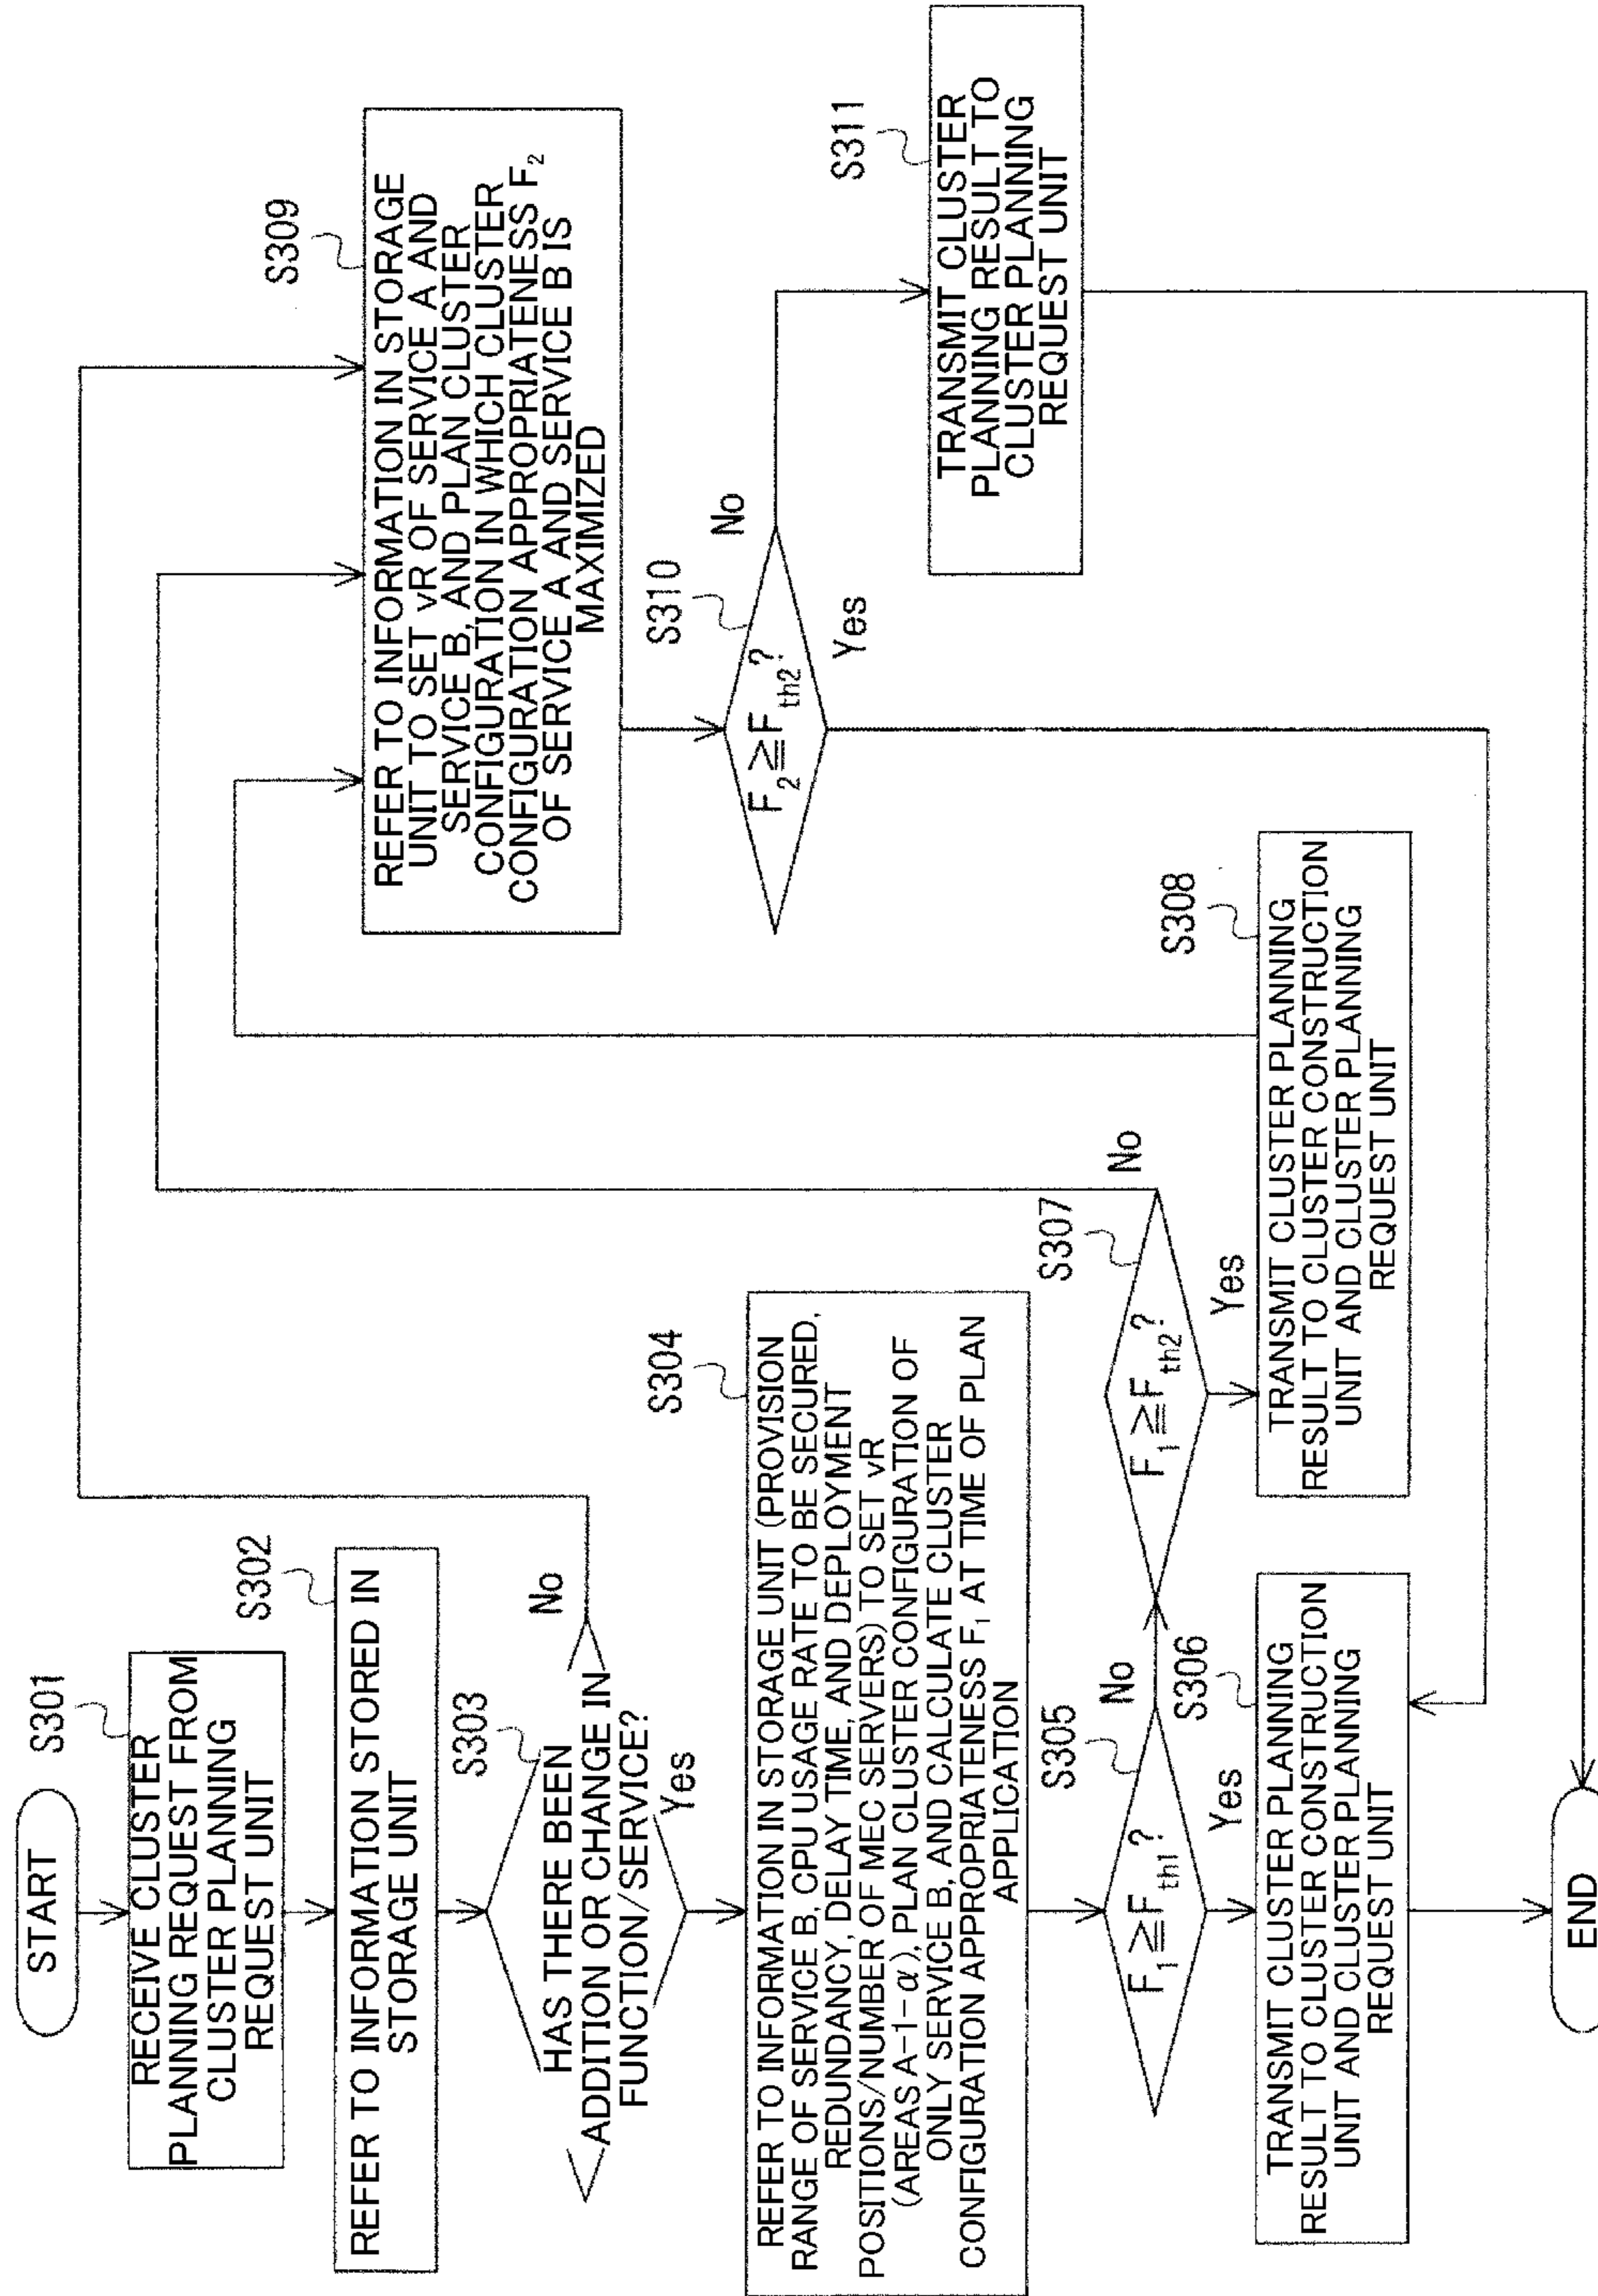 START
S301
RECEIVE CLUSTER
PLANNING REQUEST FROM
CLUSTER PLANNING
REQUEST UNIT
S302
REFER TO INFORMATION STORED IN
STORAGE UNIT
S303
HAS THERE BEEN
ADDITION OR CHANGE IN
FUNCTION/SERVICE?
No
Yes
S304
REFER TO INFORMATION IN STORAGE UNIT (PROVISION
RANGE OF SERVICE B, CPU USAGE RATE TO BE SECURED,
REDUNDANCY, DELAY TIME, AND DEPLOYMENT
POSITIONS/NUMBER OF MEC SERVERS) TO SET vR
(AREAS A-1-α), PLAN CLUSTER CONFIGURATION OF
ONLY SERVICE B, AND CALCULATE CLUSTER
CONFIGURATION APPROPRIATENESS F₁ AT TIME OF PLAN
APPLICATION
S305
F₁≧Fth1?
No
Yes
S306
TRANSMIT CLUSTER PLANNING
RESULT TO CLUSTER CONSTRUCTION
UNIT AND CLUSTER PLANNING
REQUEST UNIT
END
S307
F₁≧Fth2?
No
Yes
S308
TRANSMIT CLUSTER PLANNING
RESULT TO CLUSTER CONSTRUCTION
UNIT AND CLUSTER PLANNING
REQUEST UNIT
S309
REFER TO INFORMATION IN STORAGE
UNIT TO SET vR OF SERVICE A AND
SERVICE B, AND PLAN CLUSTER
CONFIGURATION IN WHICH CLUSTER
CONFIGURATION APPROPRIATENESS F₂
OF SERVICE A AND SERVICE B IS
MAXIMIZED
S310
F₂≧Fth2?
No
Yes
S311
TRANSMIT CLUSTER
PLANNING RESULT TO
CLUSTER PLANNING
REQUEST UNIT